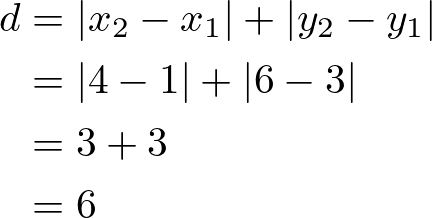 d = |x₂ − x₁| + |y₂ − y₁|
= |4 − 1| + |6 − 3|
= 3 + 3
= 6